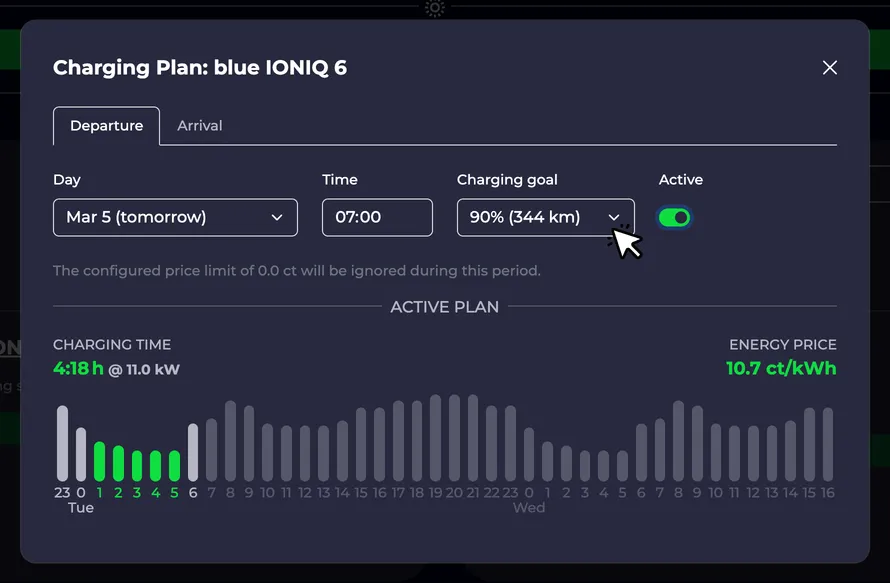 Charging Plan: blue IONIQ 6
Departure
Arrival
Day
Time
Charging goal
Active
Mar 5 (tomorrow)
07:00
90% (344 km)
The configured price limit of 0.0 ct will be ignored during this period.
ACTIVE PLAN
CHARGING TIME
ENERGY PRICE
4:18 h @ 11.0 kW
10.7 ct/kWh
23 0 1 2 3 4 5 6 7 8 9 10 11 12 13 14 15 16 17 18 19 20 21 22 23 0 1 2 3 4 5 6 7 8 9 10 11 12 13 14 15 16
Tue
Wed